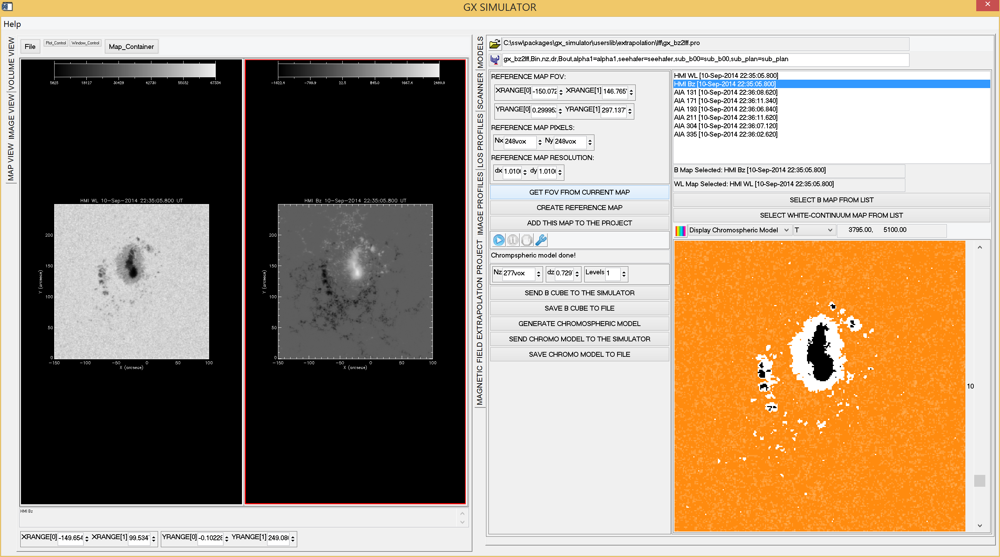 GX SIMULATOR
Help
VOLUME VIEW
IMAGE VIEW
MAP VIEW
File
Plot_Control
Window_Control
Map_Container
18127 30428 42730 55032 67334
−1622.4 −799.9 22.5 845.0 1667.4 2489.9
HMI WL 10−Sep−2014 22:35:05.800 UT
200
150
100
50
0
Y (arcsecs)
−150 −100 −50 0 50 100
X (arcsecs)
HMI Bz 10−Sep−2014 22:35:05.800 UT
200
150
100
50
0
Y (arcsecs)
−150 −100 −50 0 50 100
X (arcsecs)
HMI Bz
XRANGE[0] -149.654 XRANGE[1] 99.534
YRANGE[0] -0.1022 YRANGE[1] 249.08
MODELS
SCANNER
LOS PROFILES
IMAGE PROFILES
MAGNETIC FIELD EXTRAPOLATION PROJECT
C:\ssw\packages\gx_simulator\userslib\extrapolation\lff\gx_bz2lff.pro
gx_bz2lff,Bin,nz,dr,Bout,alpha1=alpha1,seehafer=seehafer,sub_b00=sub_b00,sub_plan=sub_plan
REFERENCE MAP FOV:
XRANGE[0] -150.072 XRANGE[1] 146.765
YRANGE[0] 0.29995 YRANGE[1] 297.137
REFERENCE MAP PIXELS:
Nx 248vox Ny 248vox
REFERENCE MAP RESOLUTION:
dx 1.010 dy 1.010
GET FOV FROM CURRENT MAP
CREATE REFERENCE MAP
ADD THIS MAP TO THE PROJECT
Chrompspheric model done!
Nz 277vox dz 0.729 Levels 1
SEND B CUBE TO THE SIMULATOR
SAVE B CUBE TO FILE
GENERATE CHROMOSPHERIC MODEL
SEND CHROMO MODEL TO THE SIMULATOR
SAVE CHROMO MODEL TO FILE
HMI WL [10-Sep-2014 22:35:05.800]
HMI Bz [10-Sep-2014 22:35:05.800]
AIA 131 [10-Sep-2014 22:36:08.620]
AIA 171 [10-Sep-2014 22:36:11.340]
AIA 193 [10-Sep-2014 22:36:06.840]
AIA 211 [10-Sep-2014 22:36:11.620]
AIA 304 [10-Sep-2014 22:36:07.120]
AIA 335 [10-Sep-2014 22:36:02.620]
B Map Selected: HMI Bz [10-Sep-2014 22:35:05.800]
WL Map Selected: HMI WL [10-Sep-2014 22:35:05.800]
SELECT B MAP FROM LIST
SELECT WHITE-CONTINUUM MAP FROM LIST
Display Chromospheric Model
T
3795.00, 5100.00
10